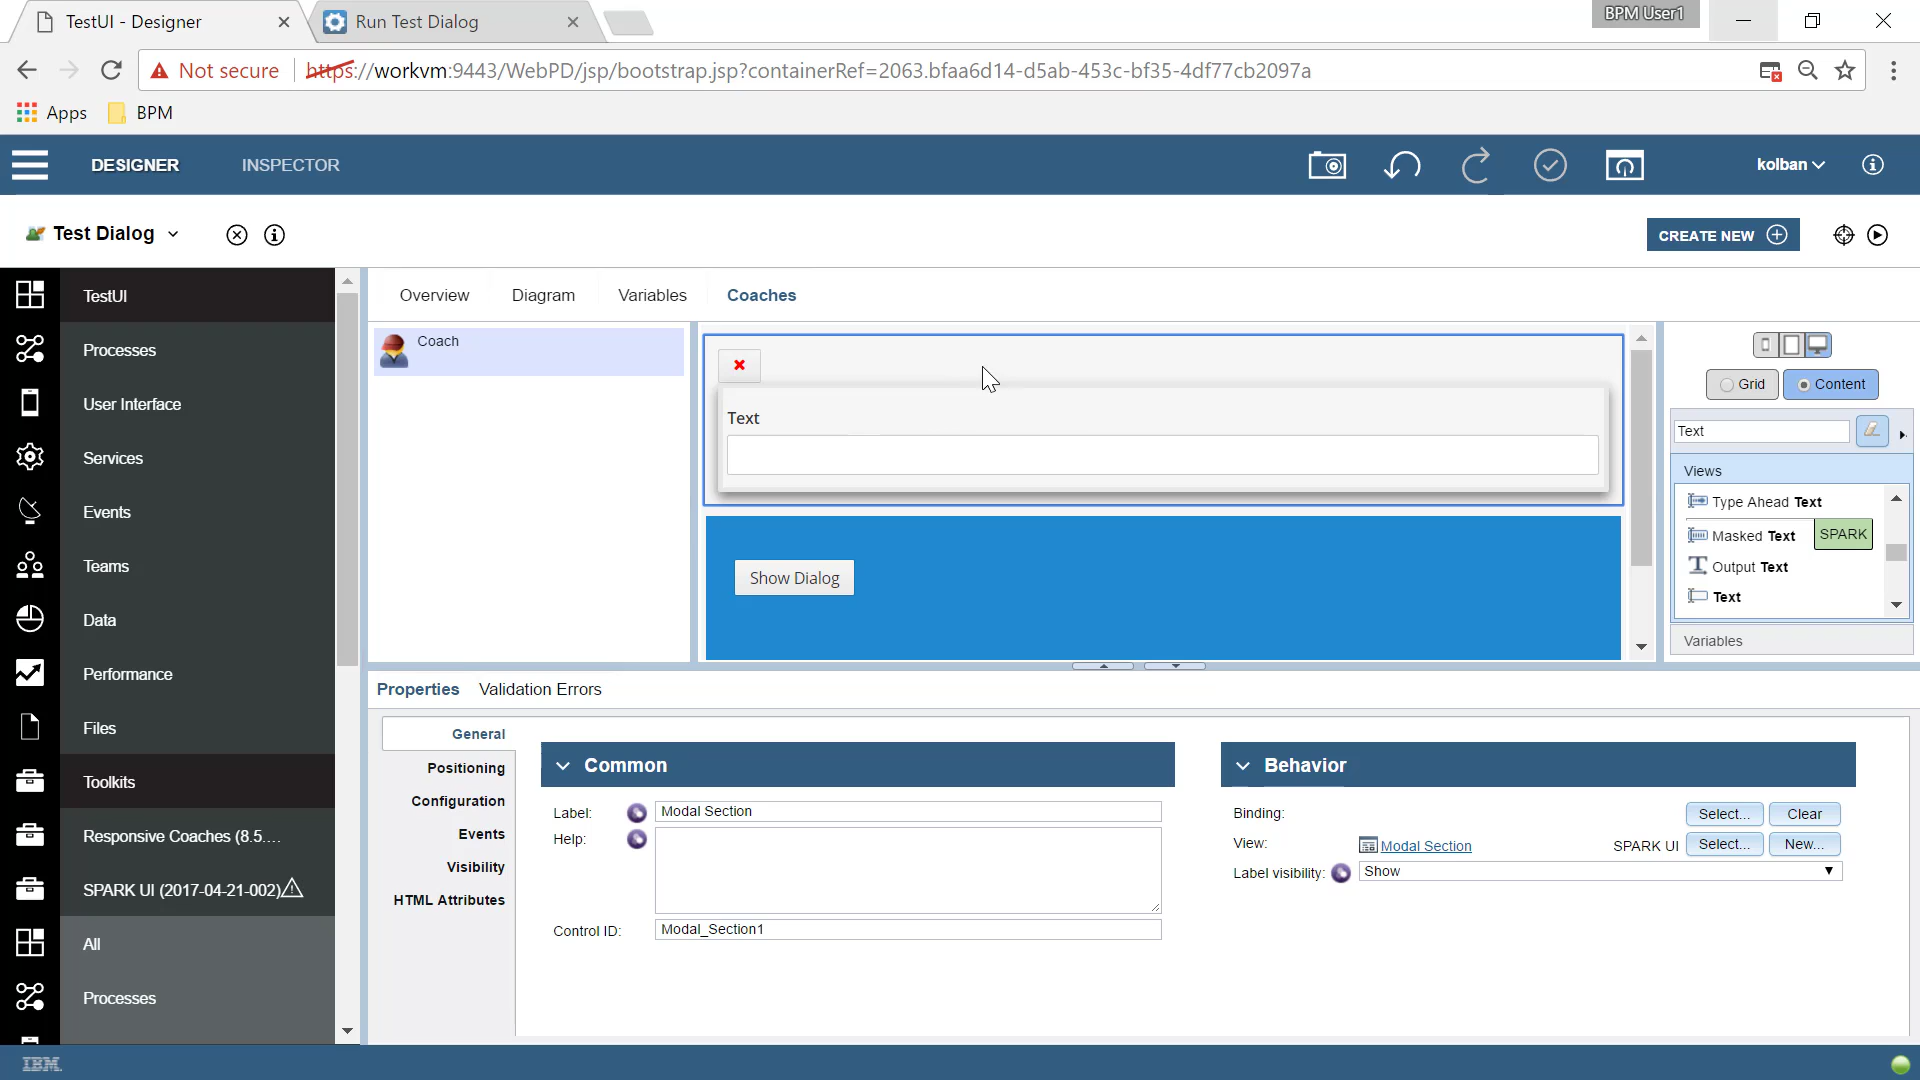 TestUI - Designer
Run Test Dialog
BPM User1
Not secure
https://workvm:9443/WebPD/jsp/bootstrap.jsp?containerRef=2063.bfaa6d14-d5ab-453c-bf35-4df77cb2097a
Apps
BPM
DESIGNER
INSPECTOR
kolban
Test Dialog
CREATE NEW
TestUI
Processes
User Interface
Services
Events
Teams
Data
Performance
Files
Toolkits
Responsive Coaches (8.5....
SPARK UI (2017-04-21-002)
All
Processes
Overview
Diagram
Variables
Coaches
Coach
Text
Show Dialog
Grid
Content
Text
Views
Type Ahead Text
Masked Text
SPARK
Output Text
Text
Variables
Properties
Validation Errors
General
Positioning
Configuration
Events
Visibility
HTML Attributes
Common
Label:
Modal Section
Help:
Control ID:
Modal_Section1
Behavior
Binding:
Select...
Clear
View:
Modal Section
SPARK UI
Select...
New...
Label visibility:
Show
IBM